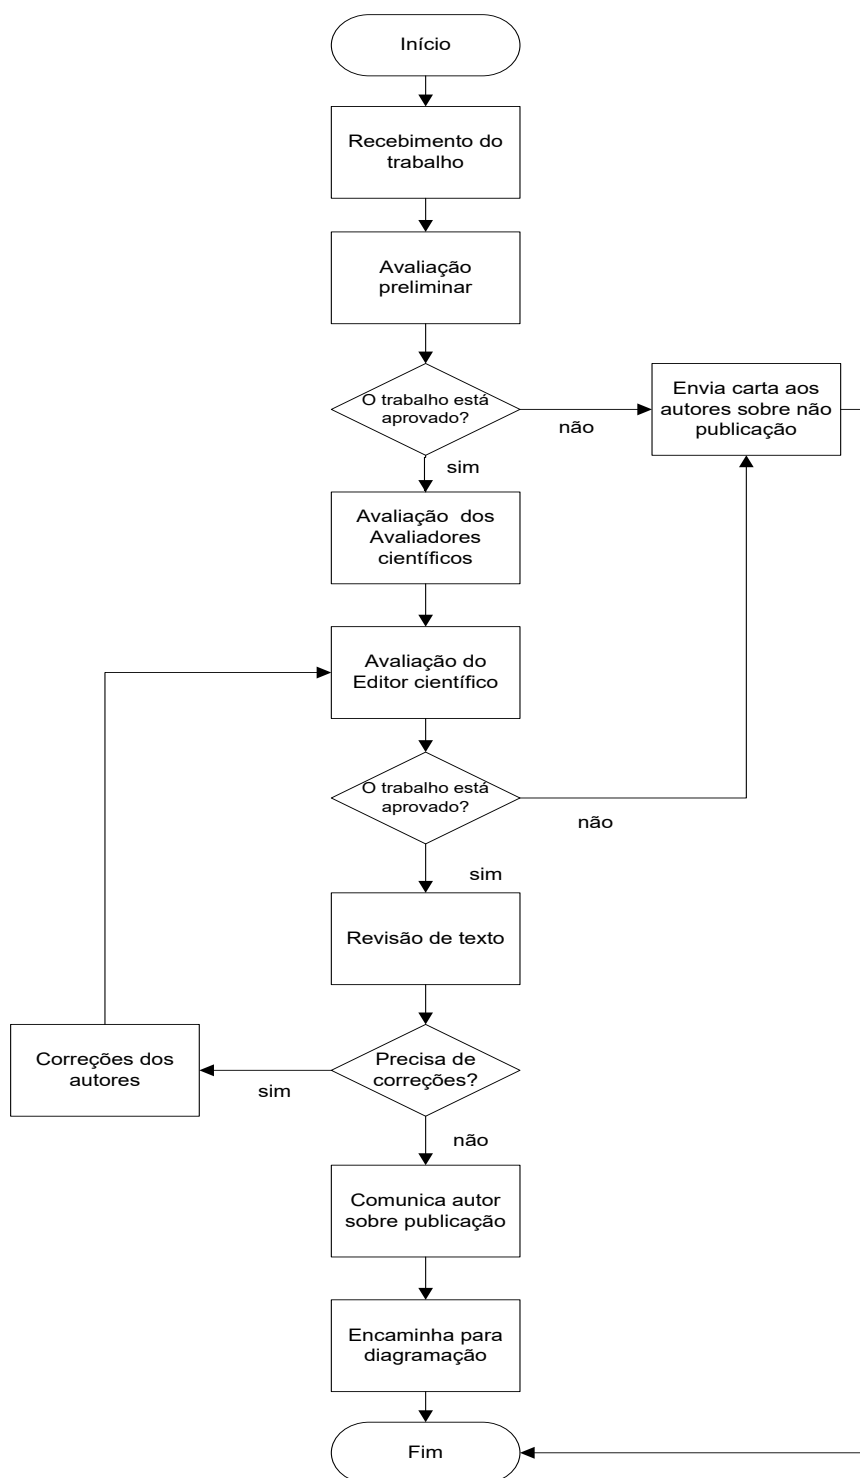 Início
Recebimento do
trabalho
Avaliação
preliminar
O trabalho está
aprovado?
não
Envia carta aos
autores sobre não
publicação
sim
Avaliação dos
Avaliadores
científicos
Avaliação do
Editor científico
O trabalho está
aprovado?
não
sim
Revisão de texto
Precisa de
correções?
sim
Correções dos
autores
não
Comunica autor
sobre publicação
Encaminha para
diagramação
Fim